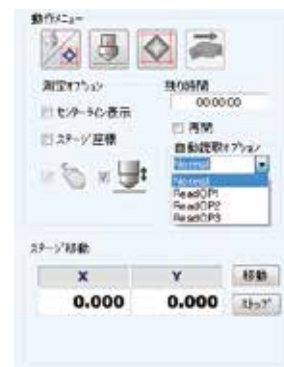 動作メニュー
測定オプション
残り時間
00:00:00
センターライン表示
再開
ステージ座標
自動読取オプション
Normal
Normal
ReadOP1
ReadOP2
ReadOP3
ステージ移動
X Y 移動
0.000 0.000 ストップ